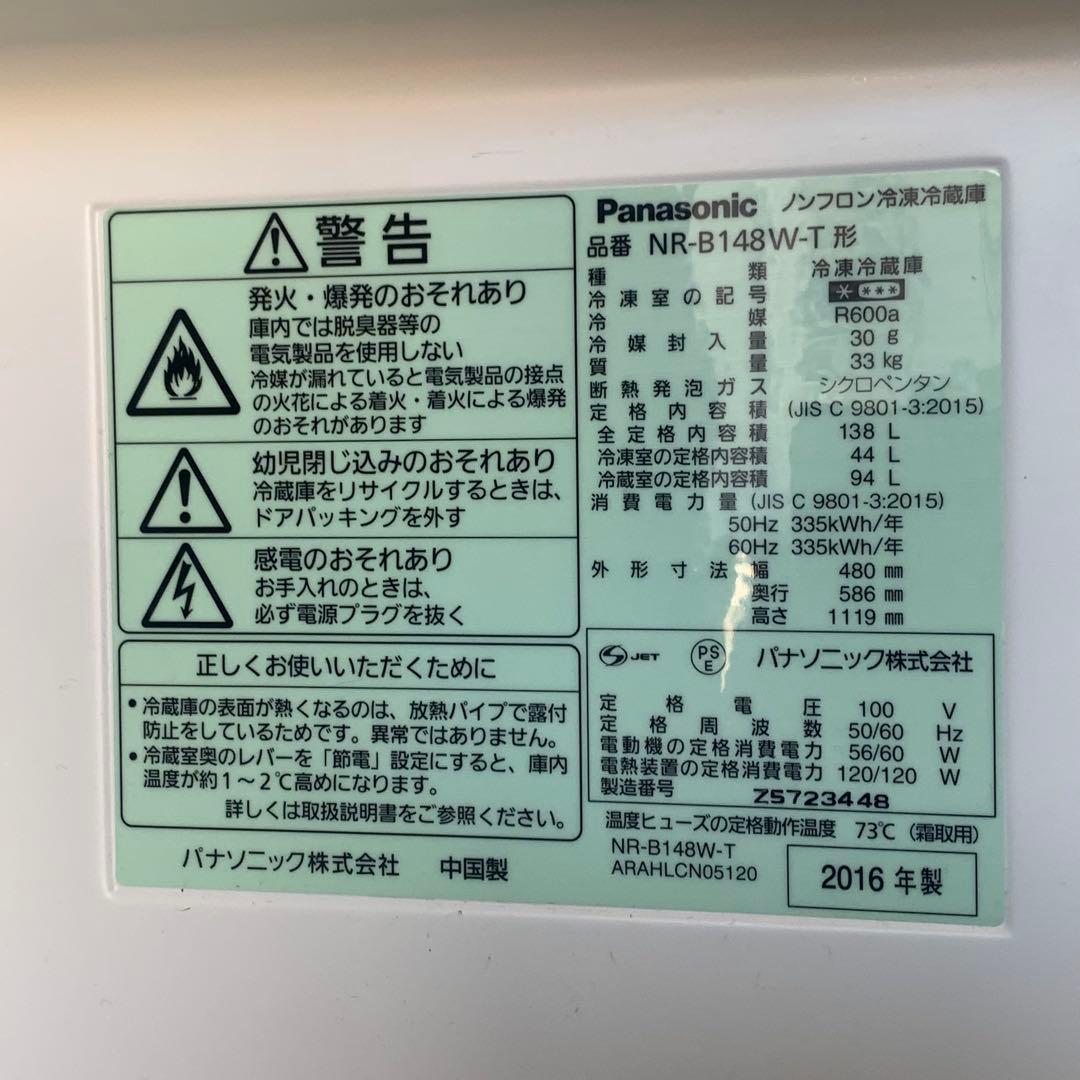 警告
発火・爆発のおそれあり
庫内では脱臭器等の
電気製品を使用しない
冷媒が漏れていると電気製品の接点
の火花による着火・着火による爆発
のおそれがあります
幼児閉じ込みのおそれあり
冷蔵庫をリサイクルするときは、
ドアパッキングを外す
感電のおそれあり
お手入れのときは、
必ず電源プラグを抜く
正しくお使いいただくために
•冷蔵庫の表面が熱くなるのは、放熱パイプで露付
防止をしているためです。異常ではありません。
•冷蔵室奥のレバーを「節電」設定にすると、庫内
温度が約1～2℃高めになります。
詳しくは取扱説明書をご参照ください。
パナソニック株式会社 中国製
Panasonic ノンフロン冷凍冷蔵庫
品番 NR-B148W-T 形
種類 冷凍冷蔵庫
冷凍室の記号 * ***
冷媒 R600a
冷媒封入量 30 g
質量 33 kg
断熱発泡ガス シクロペンタン
定格内容積 (JIS C 9801-3:2015)
全定格内容積 138 L
冷凍室の定格内容積 44 L
冷蔵室の定格内容積 94 L
消費電力量 (JIS C 9801-3:2015)
50Hz 335kWh/年
60Hz 335kWh/年
外形寸法 幅 480 mm
奥行 586 mm
高さ 1119 mm
S JET PS E パナソニック株式会社
定格電圧 100 V
定格周波数 50/60 Hz
電動機の定格消費電力 56/60 W
電熱装置の定格消費電力 120/120 W
製造番号 Z5723448
温度ヒューズの定格動作温度 73℃（霜取用）
NR-B148W-T
ARAHLCN05120
2016 年製